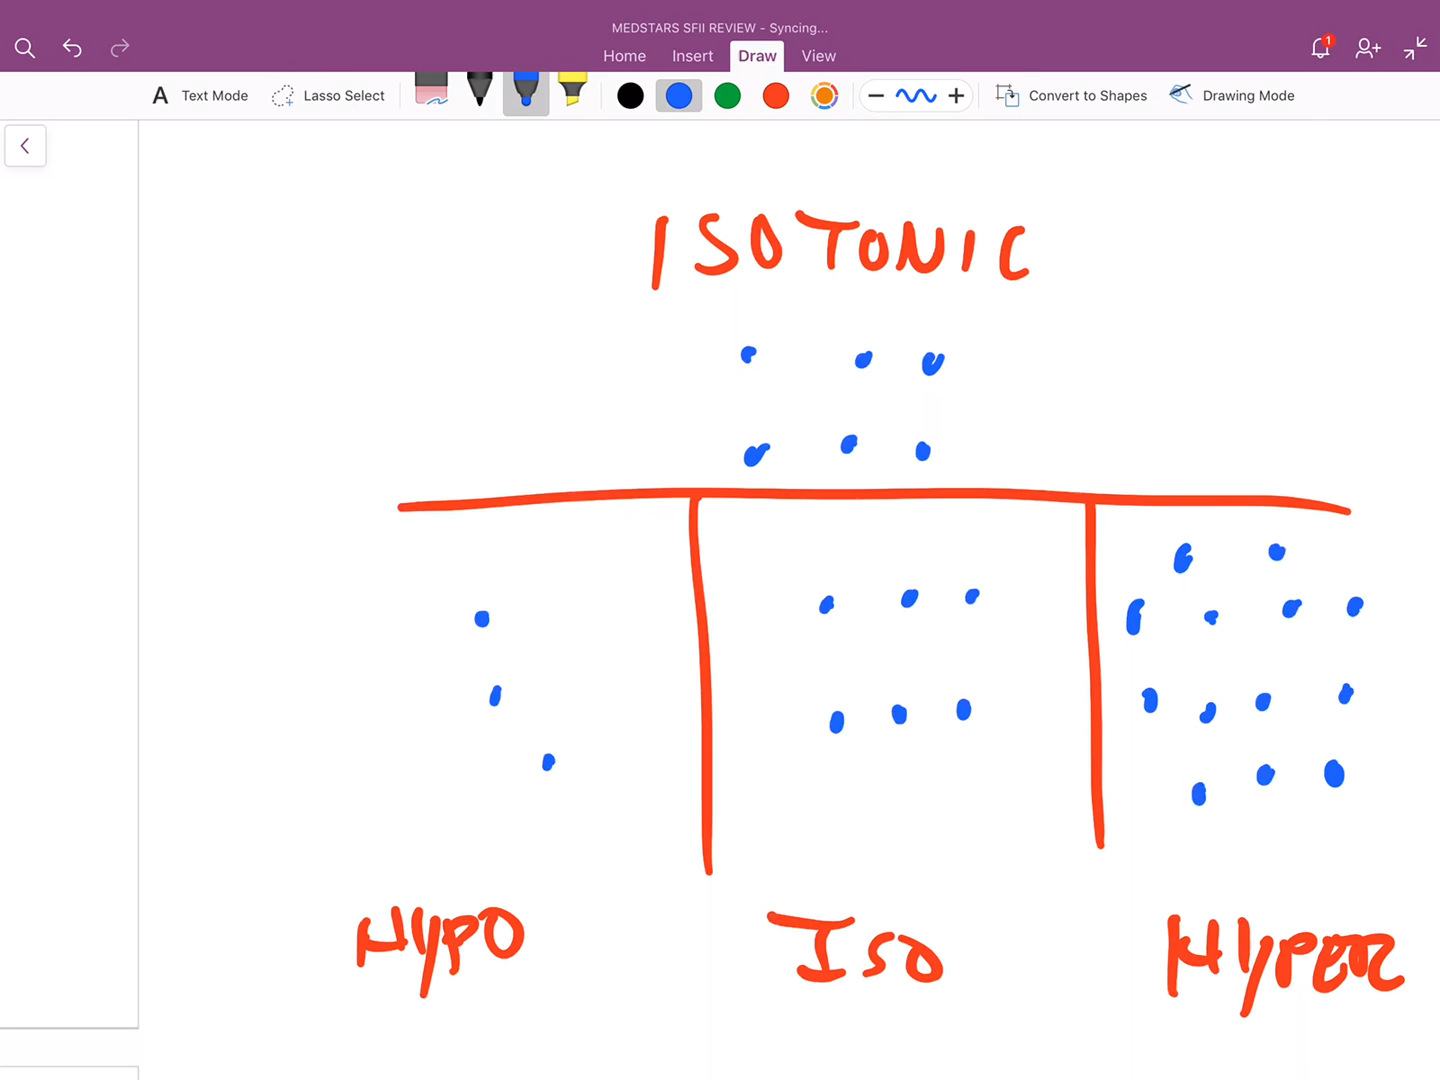 MEDSTARS SFII REVIEW - Syncing...
Home Insert Draw View
1
A Text Mode Lasso Select Convert to Shapes Drawing Mode
ISOTONIC
HYPO ISO HYPER